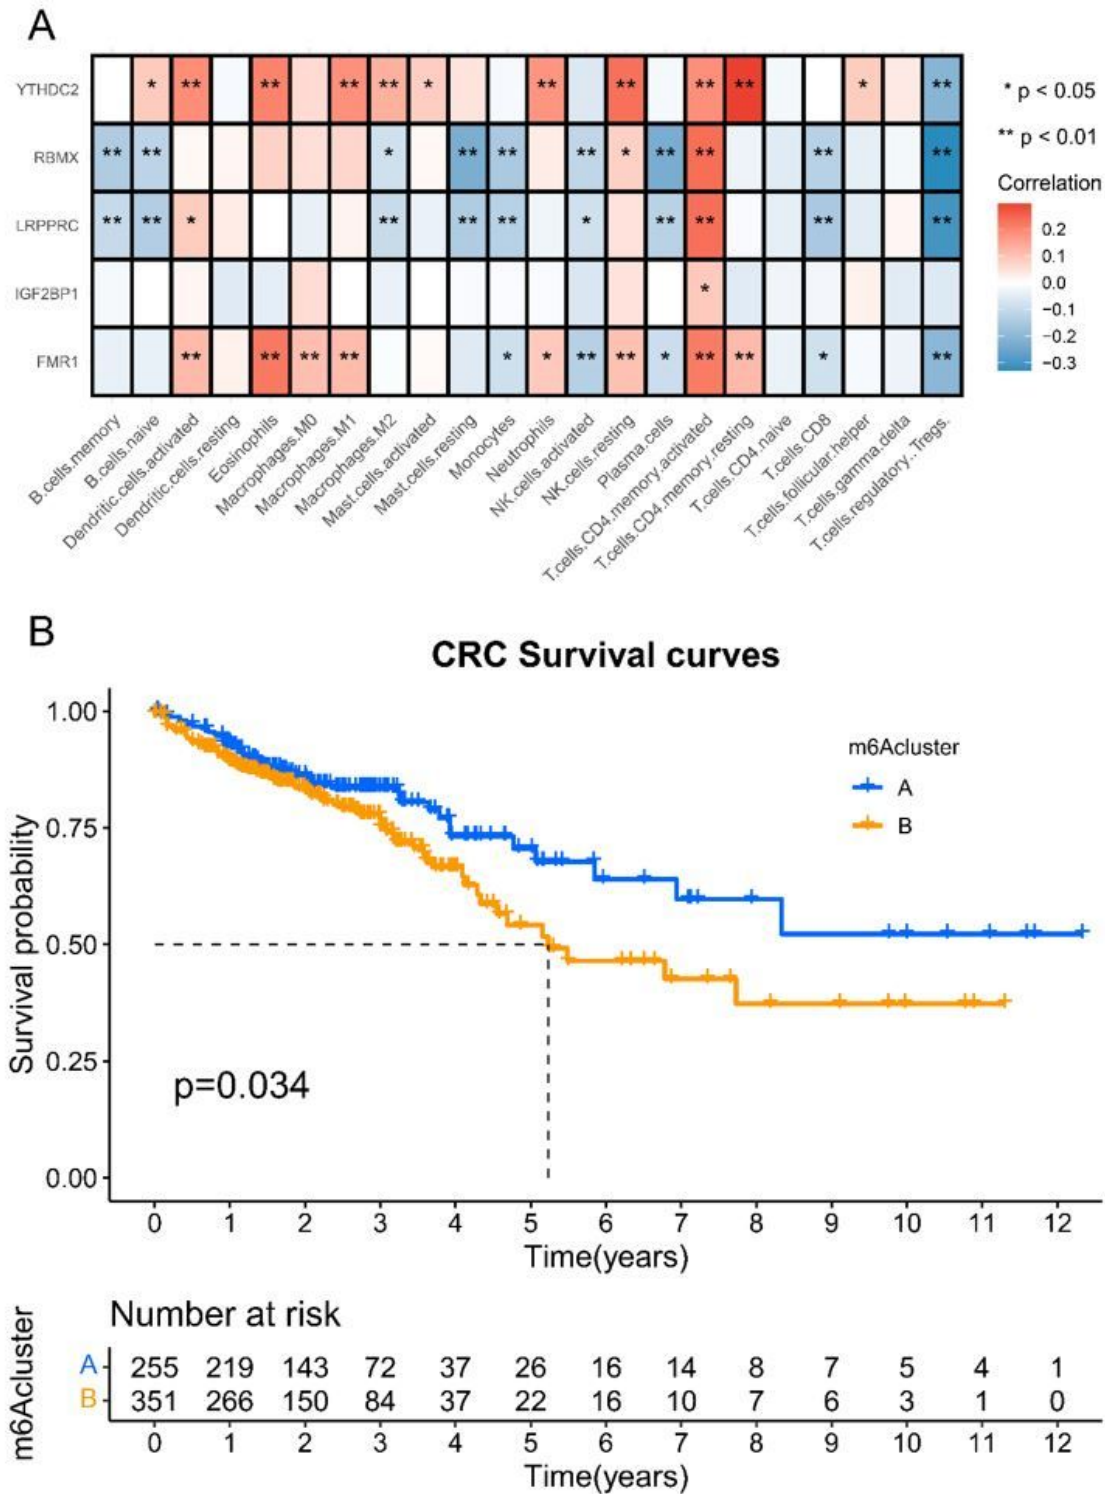 A
YTHDC2 * ** ** ** ** * ** ** ** ** * **
RBMX ** ** * ** ** ** * ** ** ** **
LRPPRC ** ** * ** ** ** * ** ** ** **
IGF2BP1 *
FMR1 ** ** ** ** * * ** ** * ** ** * **
* p < 0.05
** p < 0.01
Correlation
0.2
0.1
0.0
−0.1
−0.2
−0.3
B.cells.memory
B.cells.naive
Dendritic.cells.activated
Dendritic.cells.resting
Eosinophils
Macrophages.M0
Macrophages.M1
Macrophages.M2
Mast.cells.activated
Mast.cells.resting
Monocytes
Neutrophils
NK.cells.activated
NK.cells.resting
Plasma.cells
T.cells.CD4.memory.activated
T.cells.CD4.memory.resting
T.cells.CD4.naive
T.cells.CD8
T.cells.follicular.helper
T.cells.gamma.delta
T.cells.regulatory..Tregs.
B
CRC Survival curves
Survival probability
1.00
0.75
0.50
0.25
0.00
m6Acluster
A
B
p=0.034
0 1 2 3 4 5 6 7 8 9 10 11 12
Time(years)
Number at risk
m6Acluster
A 255 219 143 72 37 26 16 14 8 7 5 4 1
B 351 266 150 84 37 22 16 10 7 6 3 1 0
0 1 2 3 4 5 6 7 8 9 10 11 12
Time(years)